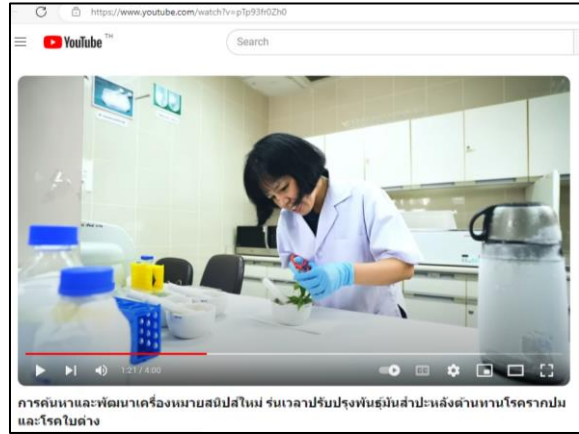 https://www.youtube.com/watch?v=pTp93fr0Zh0
YouTube TH
Search
1:21 / 4:00
การค้นหาและพัฒนาเครื่องหมายสนิปส์ใหม่ ร่นเวลาปรับปรุงพันธุ์มันสำปะหลังต้านทานโรครากปม
และโรคใบด่าง